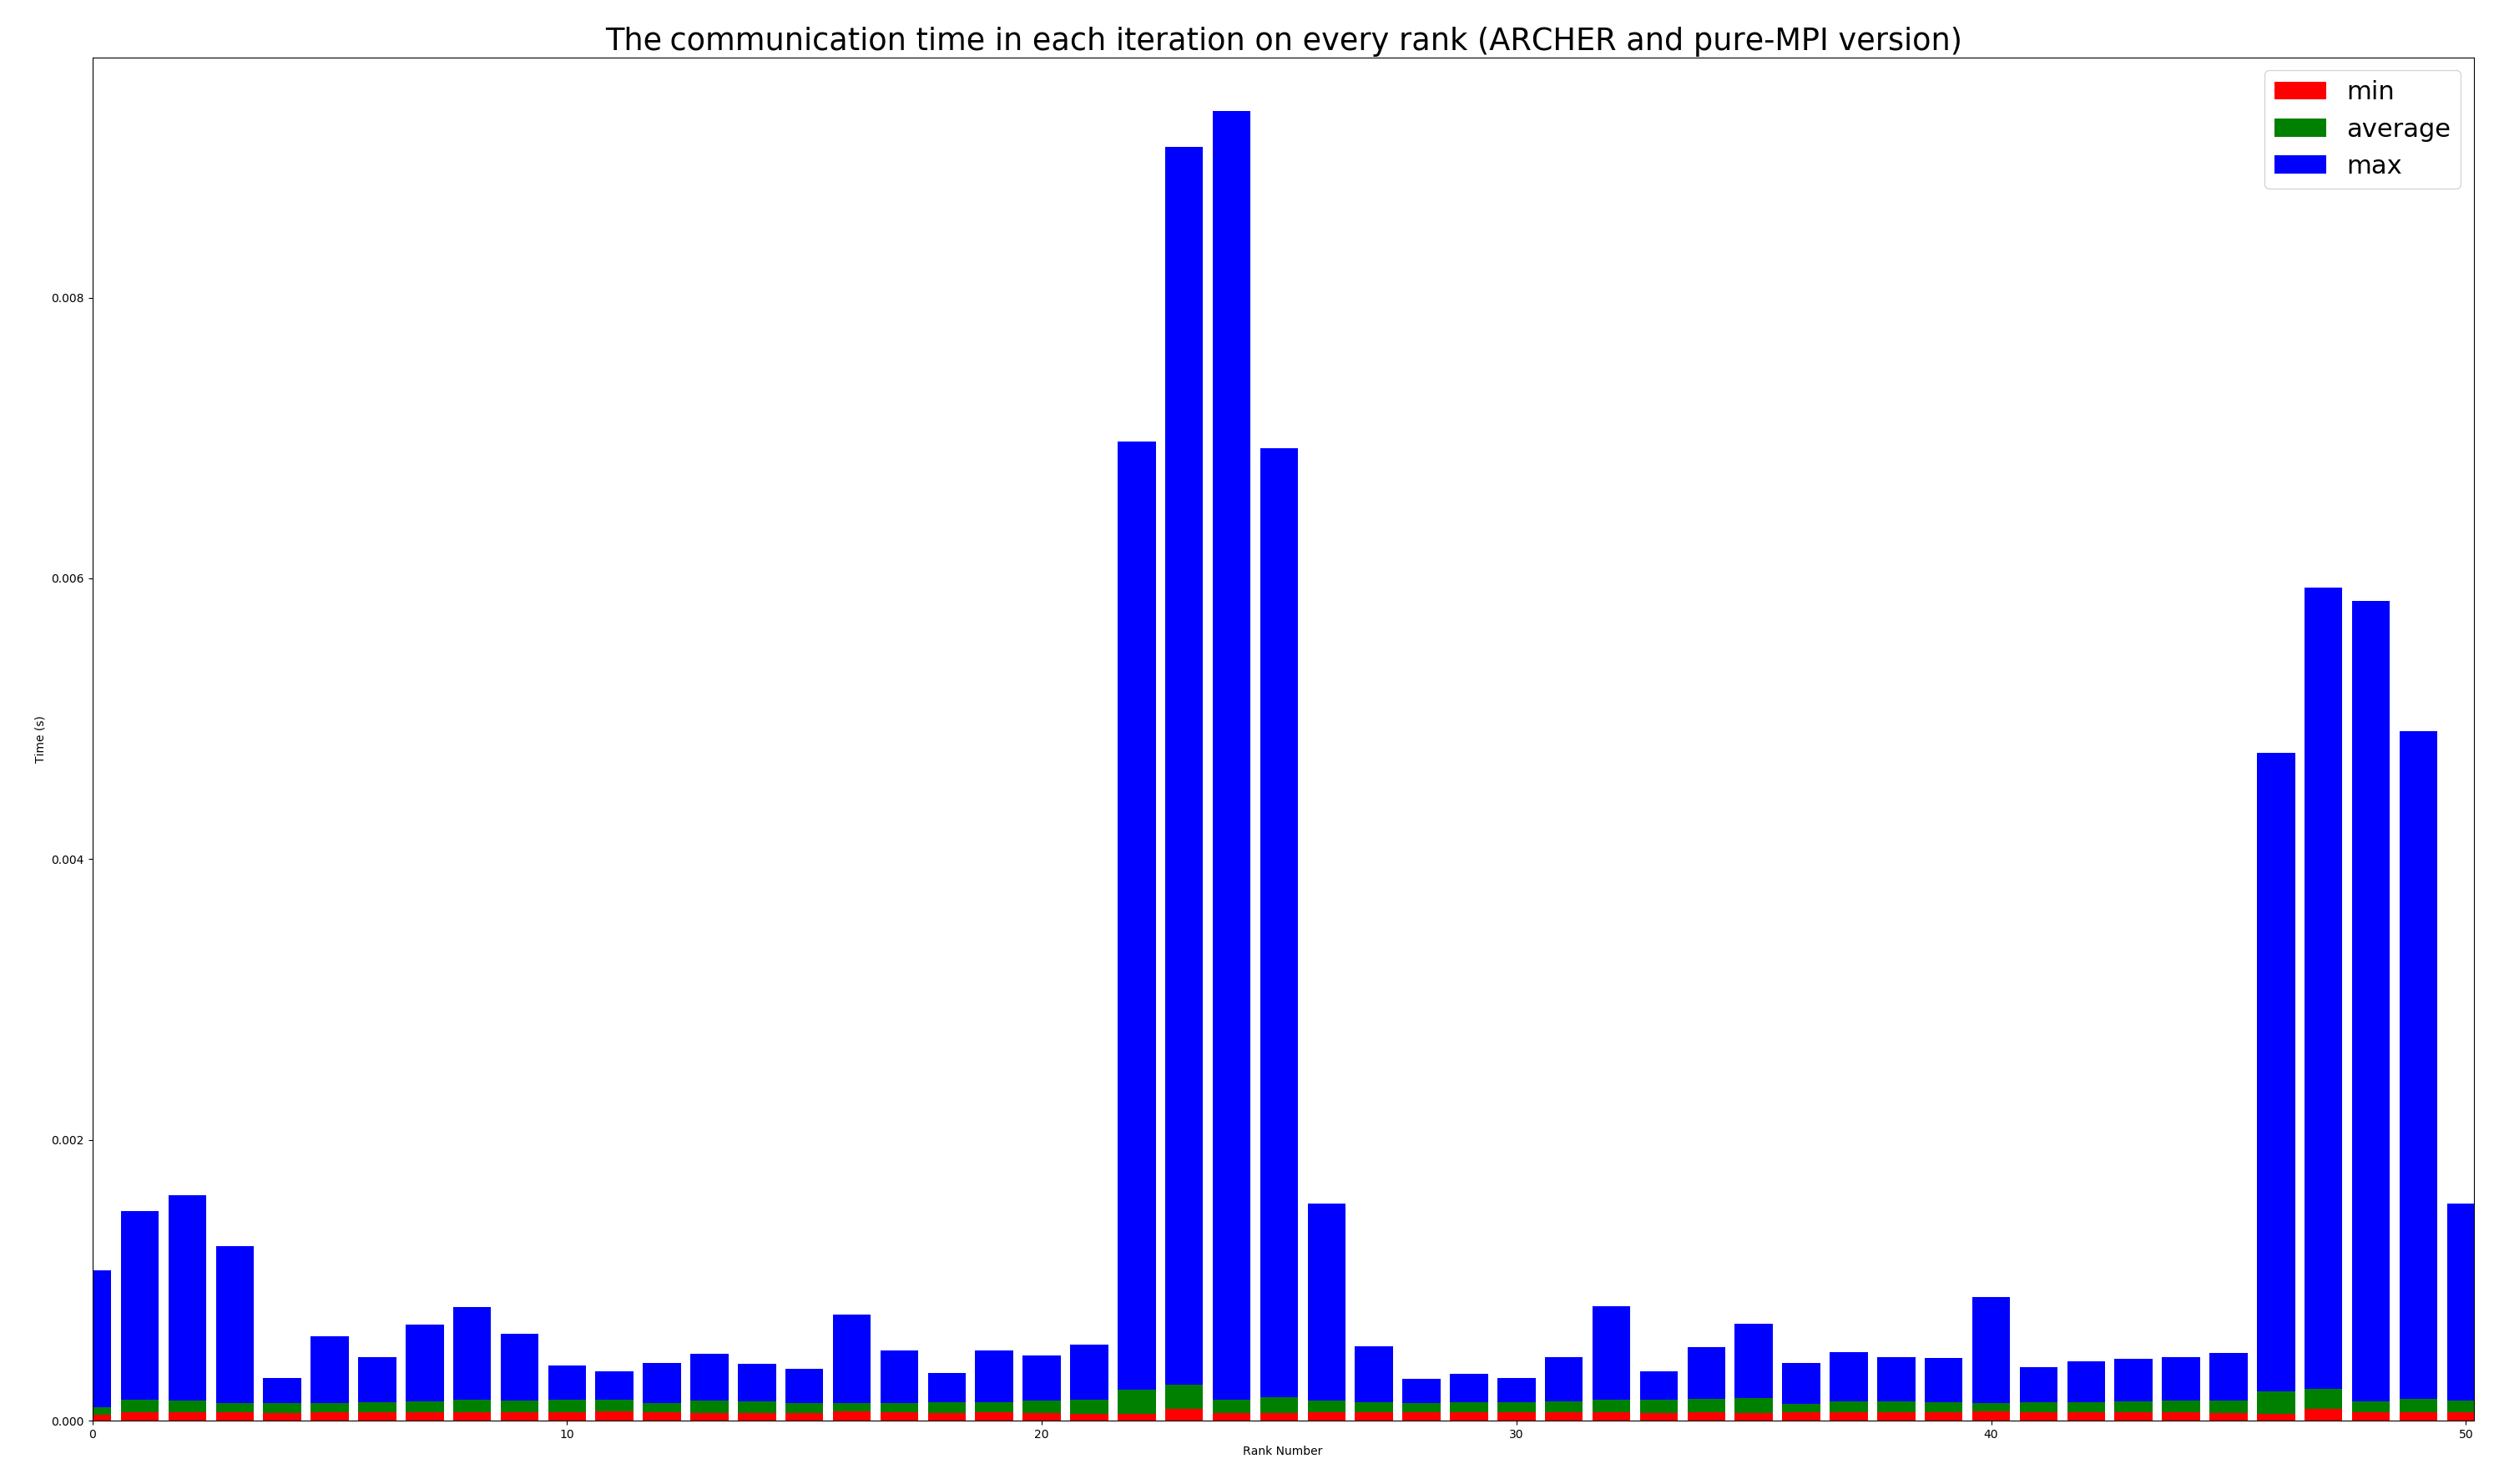 The communication time in each iteration on every rank (ARCHER and pure-MPI version)
min
average
max
0.008
0.006
Time (s)
0.004
0.002
0.000
0 10 20 30 40 50
Rank Number